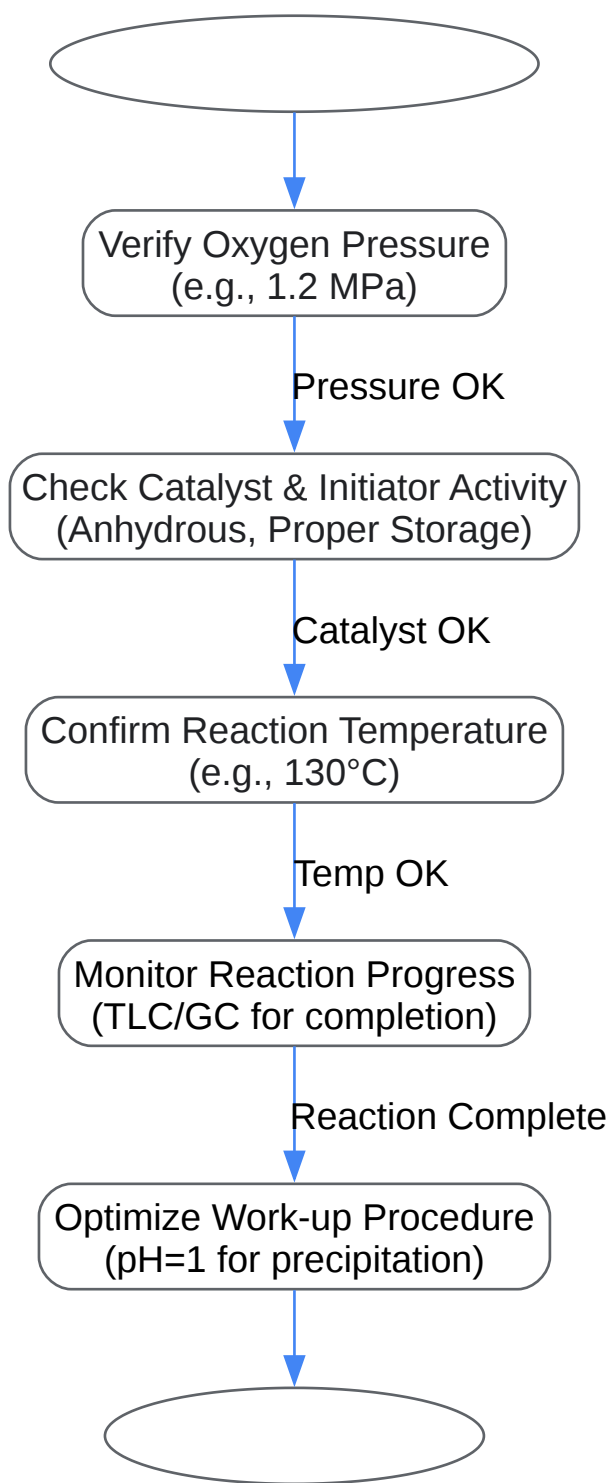 Verify Oxygen Pressure
(e.g., 1.2 MPa)
Pressure OK
Check Catalyst & Initiator Activity
(Anhydrous, Proper Storage)
Catalyst OK
Confirm Reaction Temperature
(e.g., 130°C)
Temp OK
Monitor Reaction Progress
(TLC/GC for completion)
Reaction Complete
Optimize Work-up Procedure
(pH=1 for precipitation)